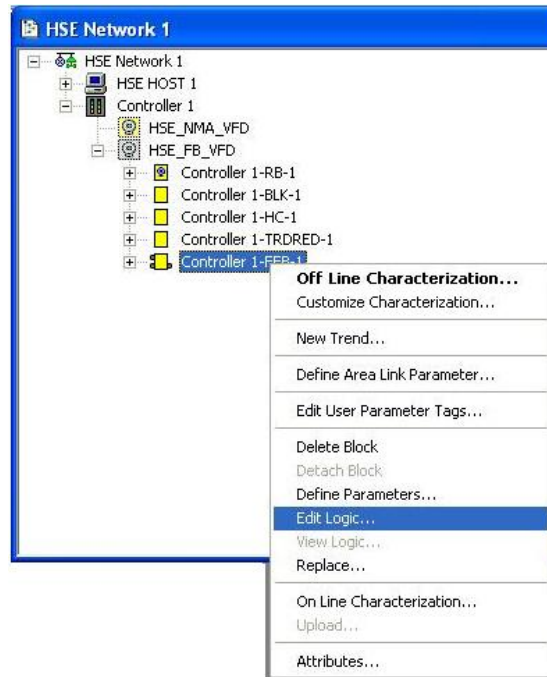 HSE Network 1
HSE Network 1
HSE HOST 1
Controller 1
HSE_NMA_VFD
HSE_FB_VFD
Controller 1-RB-1
Controller 1-BLK-1
Controller 1-HC-1
Controller 1-TRDRED-1
Controller 1-FFB-1
Off Line Characterization...
Customize Characterization...
New Trend...
Define Area Link Parameter...
Edit User Parameter Tags...
Delete Block
Detach Block
Define Parameters...
Edit Logic...
View Logic...
Replace...
On Line Characterization...
Upload...
Attributes...